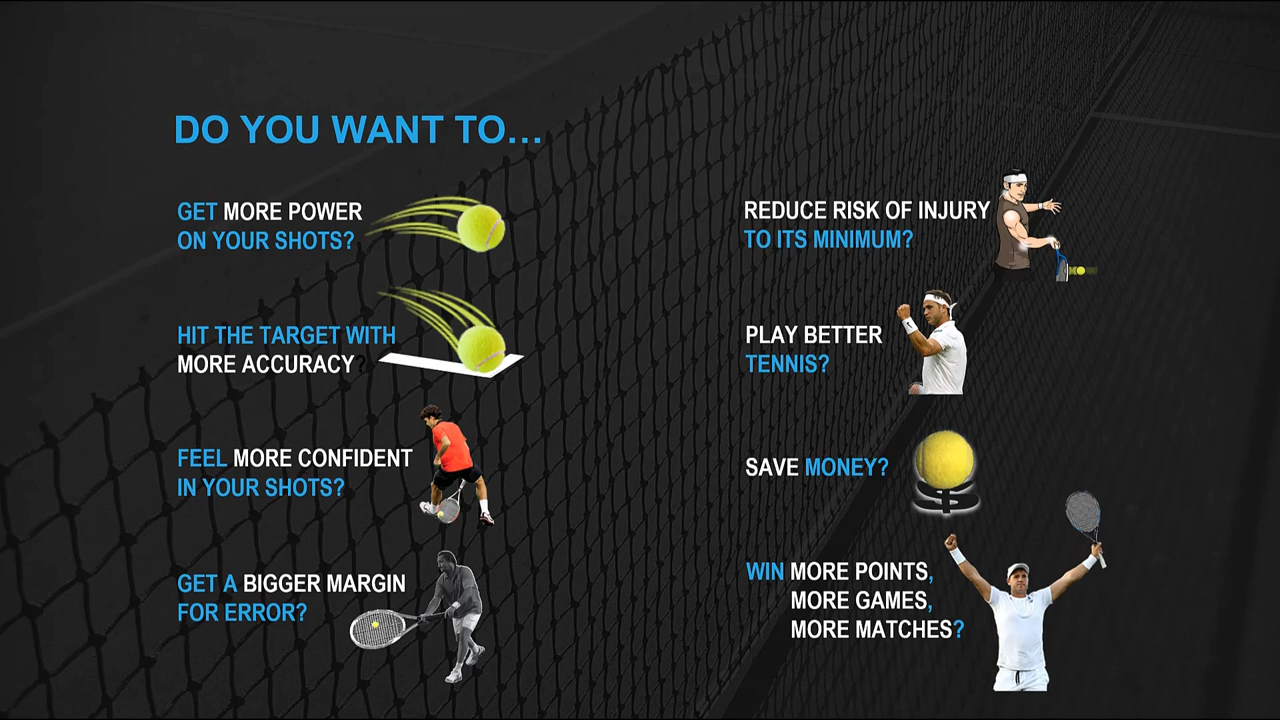 DO YOU WANT TO...
GET MORE POWER
ON YOUR SHOTS?
HIT THE TARGET WITH
MORE ACCURACY?
FEEL MORE CONFIDENT
IN YOUR SHOTS?
GET A BIGGER MARGIN
FOR ERROR?
REDUCE RISK OF INJURY
TO ITS MINIMUM?
PLAY BETTER
TENNIS?
SAVE MONEY?
WIN MORE POINTS,
MORE GAMES,
MORE MATCHES?